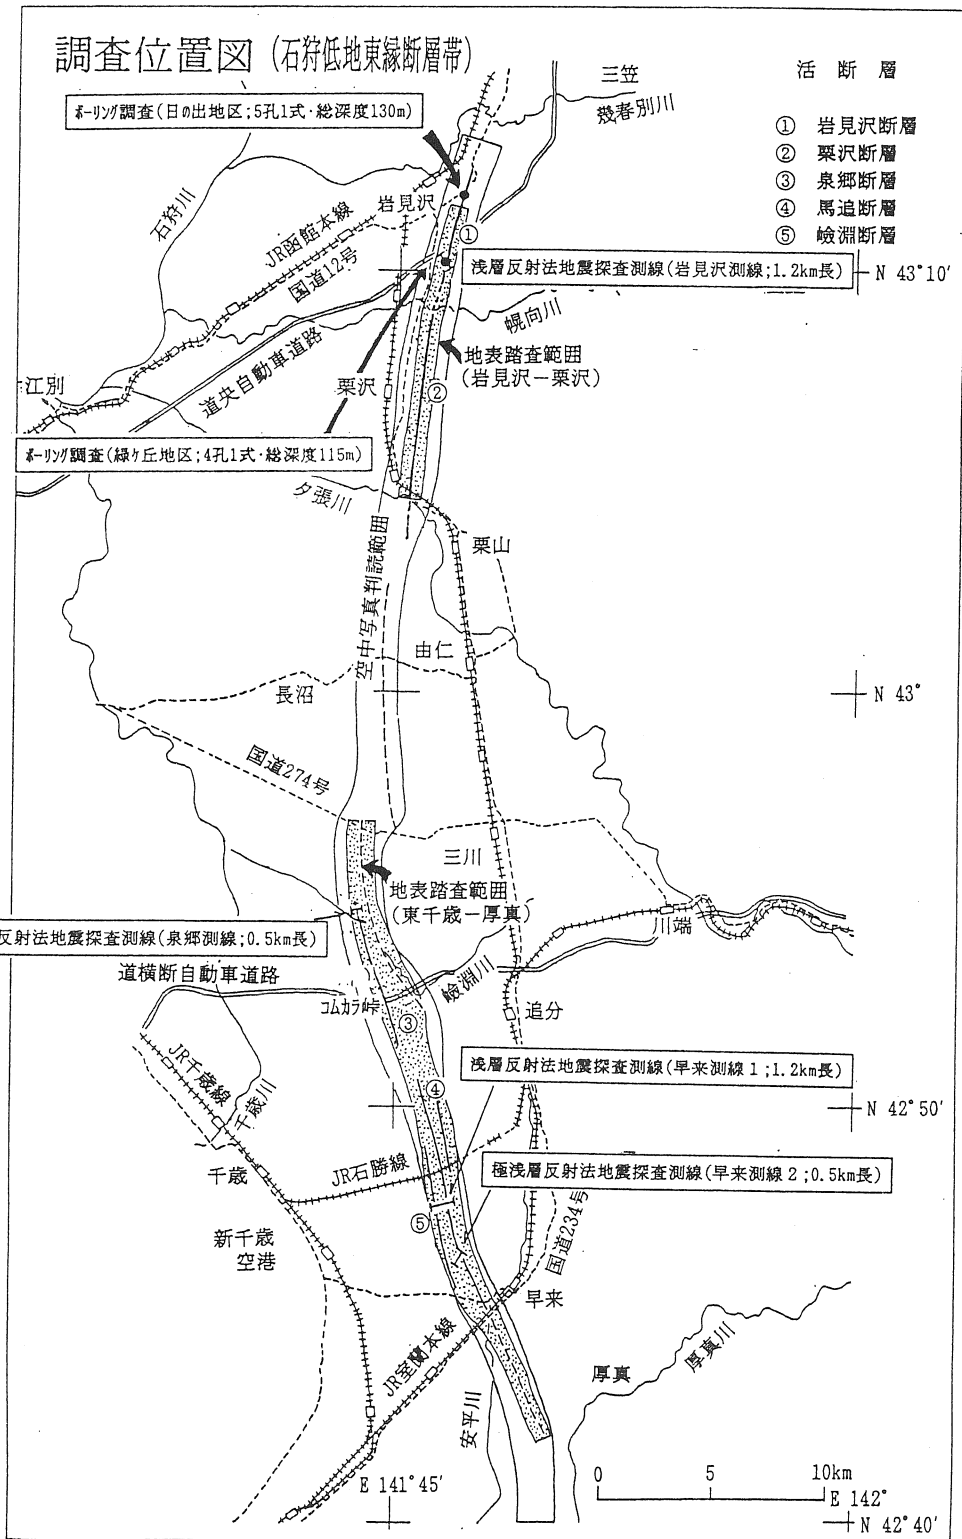 調査位置図 (石狩低地東縁断層帯)
活断層
① 岩見沢断層
② 栗沢断層
③ 泉郷断層
④ 馬追断層
⑤ 嶮淵断層
三笠
幾春別川
ボーリング調査(日の出地区;5孔1式・総深度130m)
石狩川
岩見沢
JR函館本線
国道12号
①
浅層反射法地震探査測線(岩見沢測線;1.2km長)
N 43°10′
幌向川
道央自動車道路
地表踏査範囲
(岩見沢−栗沢)
江別
栗沢
②
ボーリング調査(緑ヶ丘地区;4孔1式・総深度115m)
夕張川
栗山
空中写真判読範囲
由仁
長沼
N 43°
国道274号
三川
地表踏査範囲
(東千歳−厚真)
川端
反射法地震探査測線(泉郷測線;0.5km長)
道横断自動車道路
嶮淵川
コムカラ峠
追分
③
浅層反射法地震探査測線(早来測線1;1.2km長)
JR千歳線
千歳川
④
N 42°50′
千歳
JR石勝線
極浅層反射法地震探査測線(早来測線2;0.5km長)
⑤
新千歳
空港
国道234号
早来
JR室蘭本線
厚真
厚真川
安平川
E 141°45′
0 5 10km
E 142°
N 42°40′